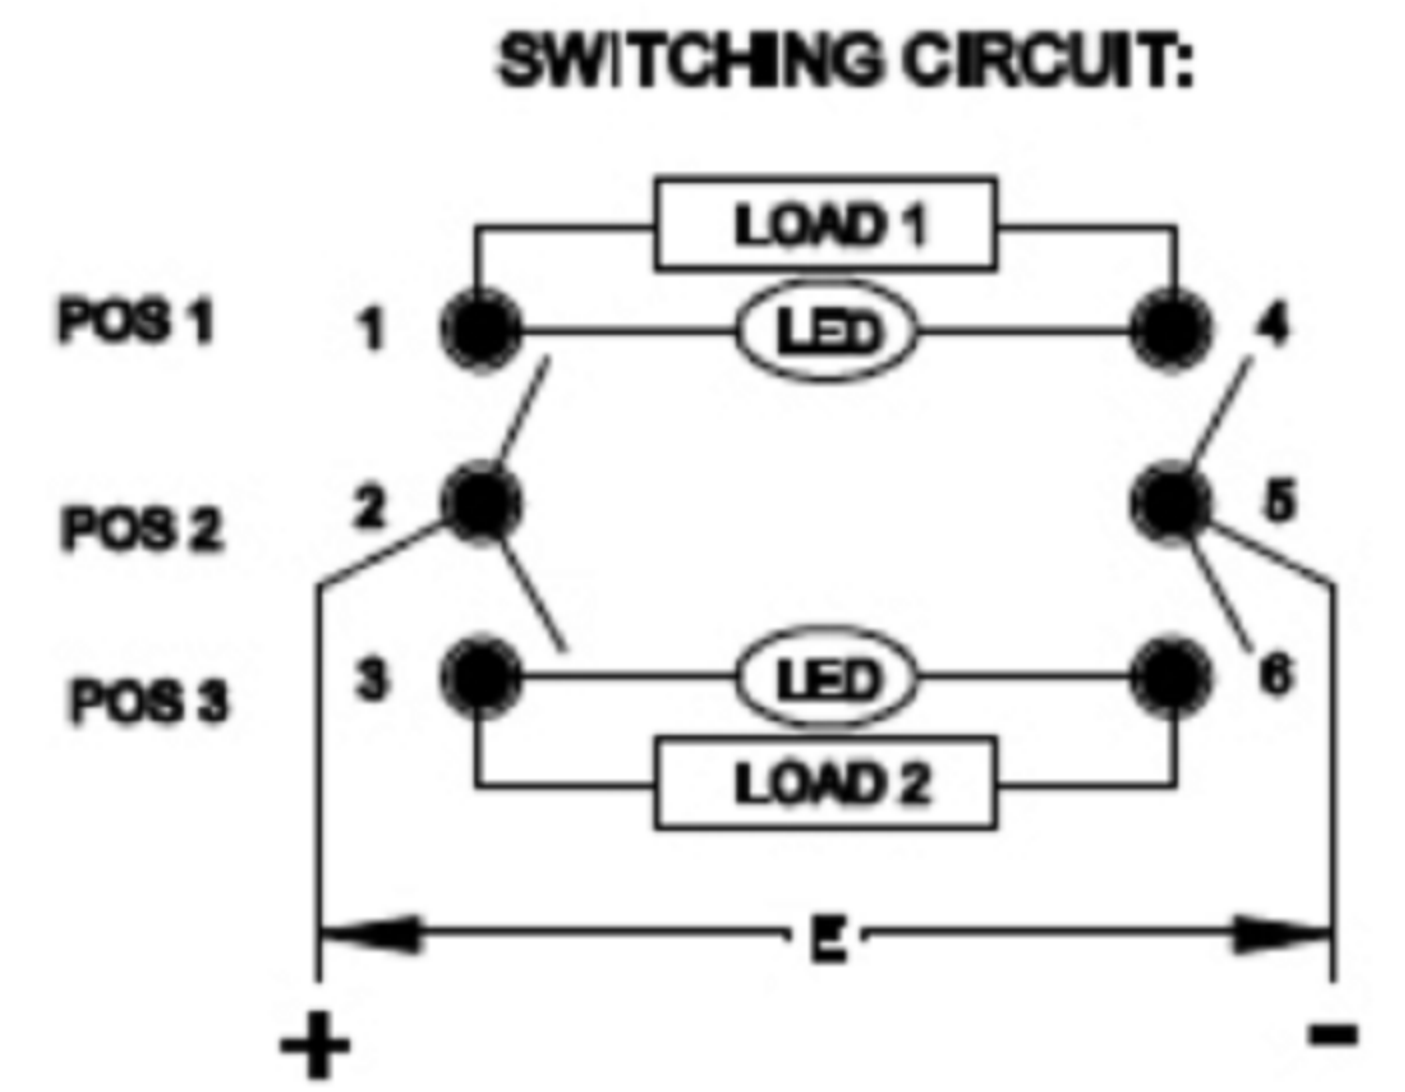 SWITCHING CIRCUIT:
LOAD 1
POS 1 1 LED 4
POS 2 2 5
POS 3 3 LED 6
LOAD 2
E
+ -